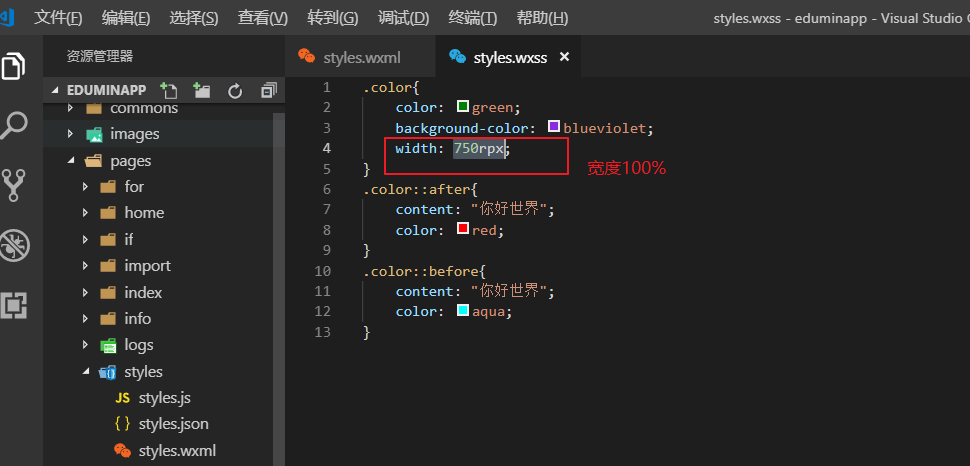 文件(F) 编辑(E) 选择(S) 查看(V) 转到(G) 调试(D) 终端(T) 帮助(H) styles.wxss - eduminapp - Visual Studio C
资源管理器
styles.wxml
styles.wxss ×
EDUMINAPP
commons
images
pages
for
home
if
import
index
info
logs
styles
styles.js
styles.json
styles.wxml
1 .color{
2 color: green;
3 background-color: blueviolet;
4 width: 750rpx;
宽度100%
5 }
6 .color::after{
7 content: "你好世界";
8 color: red;
9 }
10 .color::before{
11 content: "你好世界";
12 color: aqua;
13 }